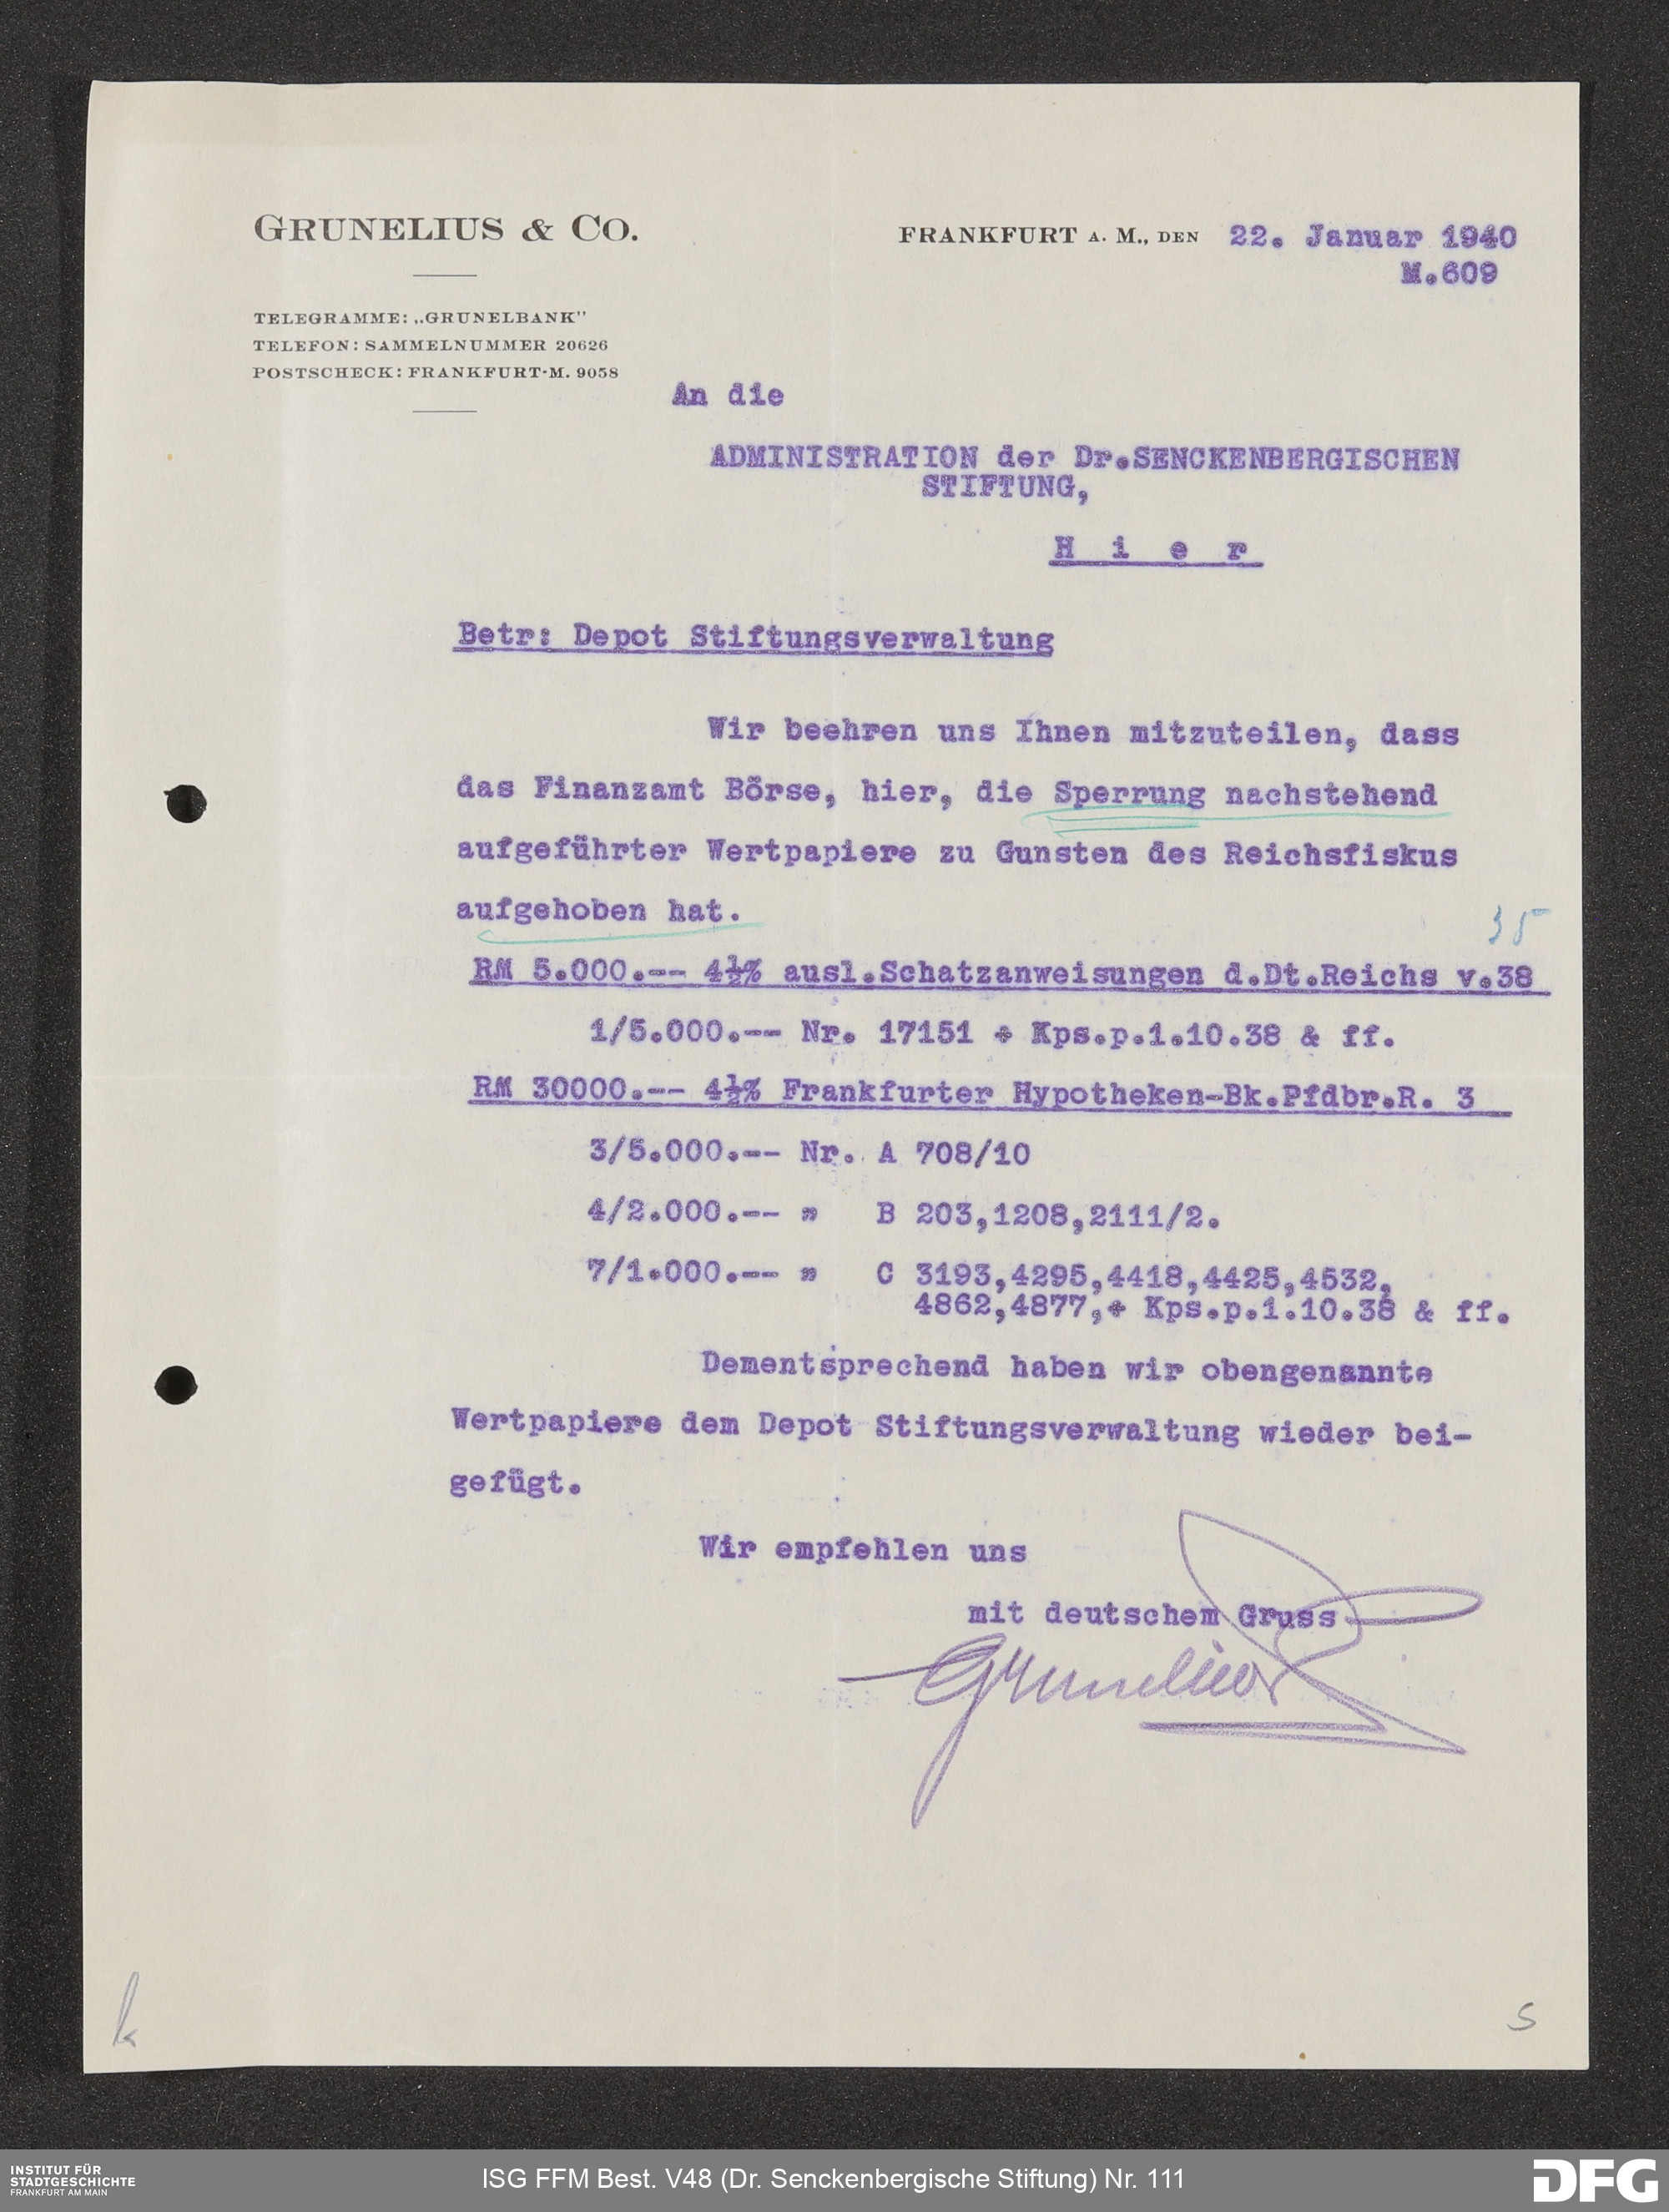 GRUNELIUS & CO.
FRANKFURT A. M., DEN 22. Januar 1940
M.609
TELEGRAMME: „GRUNELBANK"
TELEFON: SAMMELNUMMER 20626
POSTSCHECK: FRANKFURT-M. 9058
An die
ADMINISTRATION der Dr.SENCKENBERGISCHEN
STIFTUNG,
H i e r
Betr: Depot Stiftungsverwaltung
Wir beehren uns Ihnen mitzuteilen, dass
das Finanzamt Börse, hier, die Sperrung nachstehend
aufgeführter Wertpapiere zu Gunsten des Reichsfiskus
aufgehoben hat.
35
RM 5.000.-- 4½% ausl.Schatzanweisungen d.Dt.Reichs v.38
1/5.000.-- Nr. 17151 + Kps.p.1.10.38 & ff.
RM 30000.-- 4½% Frankfurter Hypotheken-Bk.Pfdbr.R. 3
3/5.000.-- Nr. A 708/10
4/2.000.-- " B 203,1208,2111/2.
7/1.000.-- " C 3193,4295,4418,4425,4532,
4862,4877,+ Kps.p.1.10.38 & ff.
Dementsprechend haben wir obengenannte
Wertpapiere dem Depot Stiftungsverwaltung wieder bei-
gefügt.
Wir empfehlen uns
mit deutschem Gruss
Grunelius
k
5
INSTITUT FÜR
STADTGESCHICHTE
FRANKFURT AM MAIN
ISG FFM Best. V48 (Dr. Senckenbergische Stiftung) Nr. 111
DFG